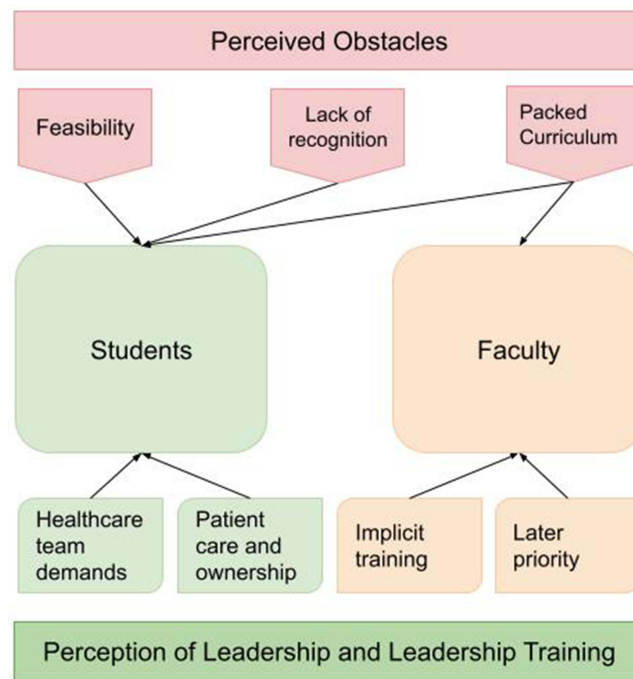 Perceived Obstacles
Feasibility
Lack of
recognition
Packed
Curriculum
Students
Faculty
Healthcare
team
demands
Patient
care and
ownership
Implicit
training
Later
priority
Perception of Leadership and Leadership Training